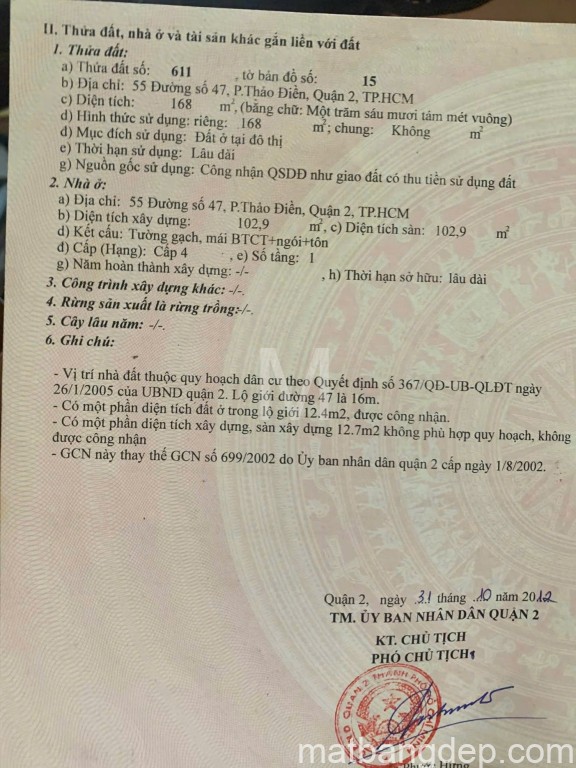 II. Thửa đất, nhà ở và tài sản khác gắn liền với đất
1. Thửa đất:
a) Thửa đất số: 611 , tờ bản đồ số: 15
b) Địa chỉ: 55 Đường số 47, P.Thảo Điền, Quận 2, TP.HCM
c) Diện tích: 168 m², (bằng chữ: Một trăm sáu mươi tám mét vuông)
d) Hình thức sử dụng: riêng: 168 m²; chung: Không m²
đ) Mục đích sử dụng: Đất ở tại đô thị
e) Thời hạn sử dụng: Lâu dài
g) Nguồn gốc sử dụng: Công nhận QSDĐ như giao đất có thu tiền sử dụng đất
2. Nhà ở:
a) Địa chỉ: 55 Đường số 47, P.Thảo Điền, Quận 2, TP.HCM
b) Diện tích xây dựng: 102,9 m², c) Diện tích sàn: 102,9 m²
d) Kết cấu: Tường gạch, mái BTCT+ngói+tôn
đ) Cấp (Hạng): Cấp 4 , e) Số tầng: 1
g) Năm hoàn thành xây dựng: -/- , h) Thời hạn sở hữu: lâu dài
3. Công trình xây dựng khác: -/-.
4. Rừng sản xuất là rừng trồng:-/-.
5. Cây lâu năm: -/-.
6. Ghi chú:
- Vị trí nhà đất thuộc quy hoạch dân cư theo Quyết định số 367/QĐ-UB-QLĐT ngày
26/1/2005 của UBND quận 2. Lộ giới đường 47 là 16m.
- Có một phần diện tích đất ở trong lộ giới 12.4m2, được công nhận.
- Có một phần diện tích xây dựng, sàn xây dựng 12.7m2 không phù hợp quy hoạch, không
được công nhận
- GCN này thay thế GCN số 699/2002 do Ủy ban nhân dân quận 2 cấp ngày 1/8/2002.
Quận 2, ngày 31 tháng 10 năm 2012
TM. ỦY BAN NHÂN DÂN QUẬN 2
KT. CHỦ TỊCH
PHÓ CHỦ TỊCH
matbangdep.com